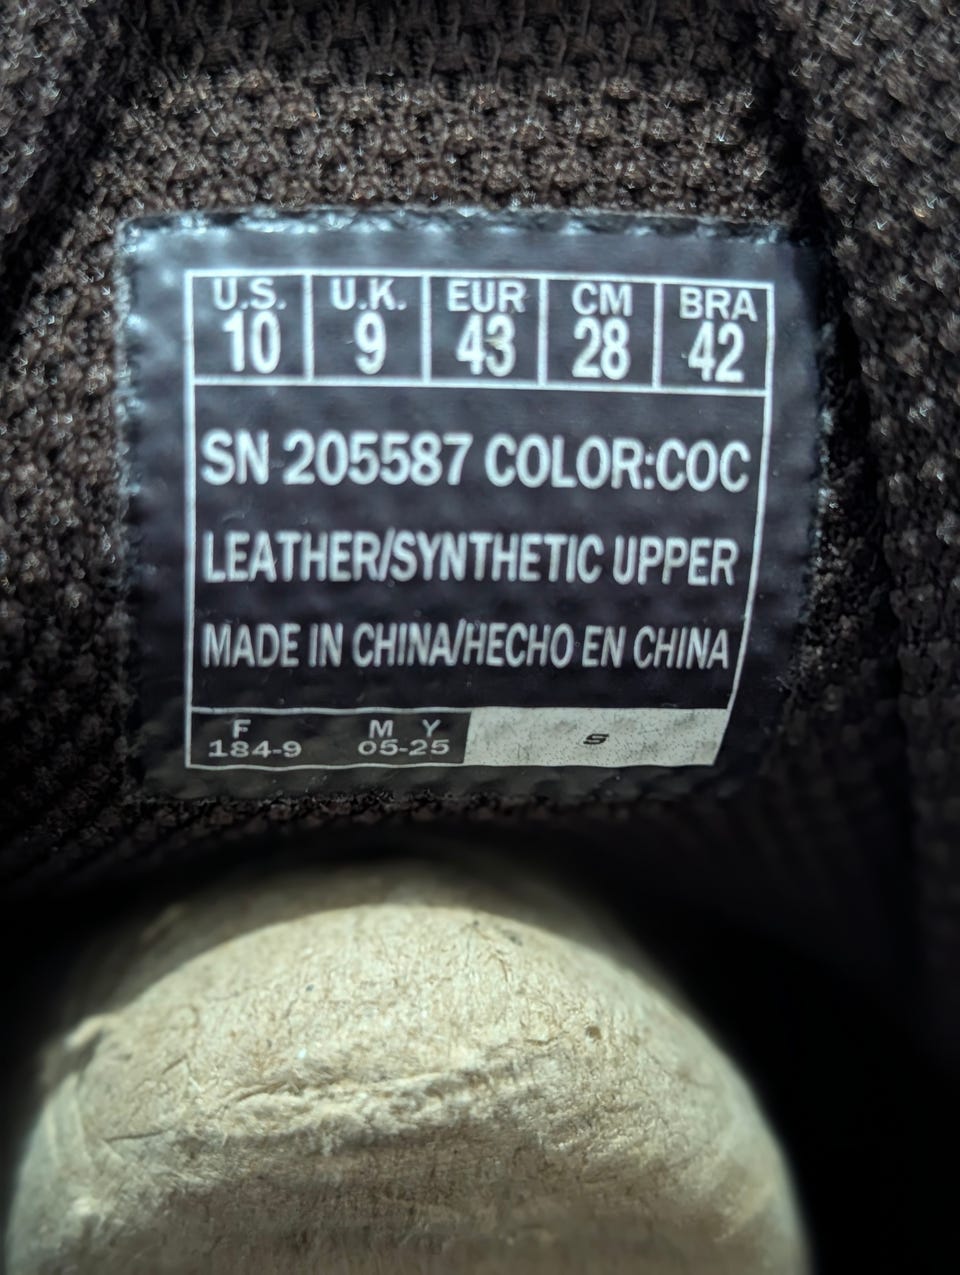 U.S. U.K. EUR CM BRA
10 9 43 28 42
SN 205587 COLOR:COC
LEATHER/SYNTHETIC UPPER
MADE IN CHINA/HECHO EN CHINA
F M Y
184-9 05-25 S